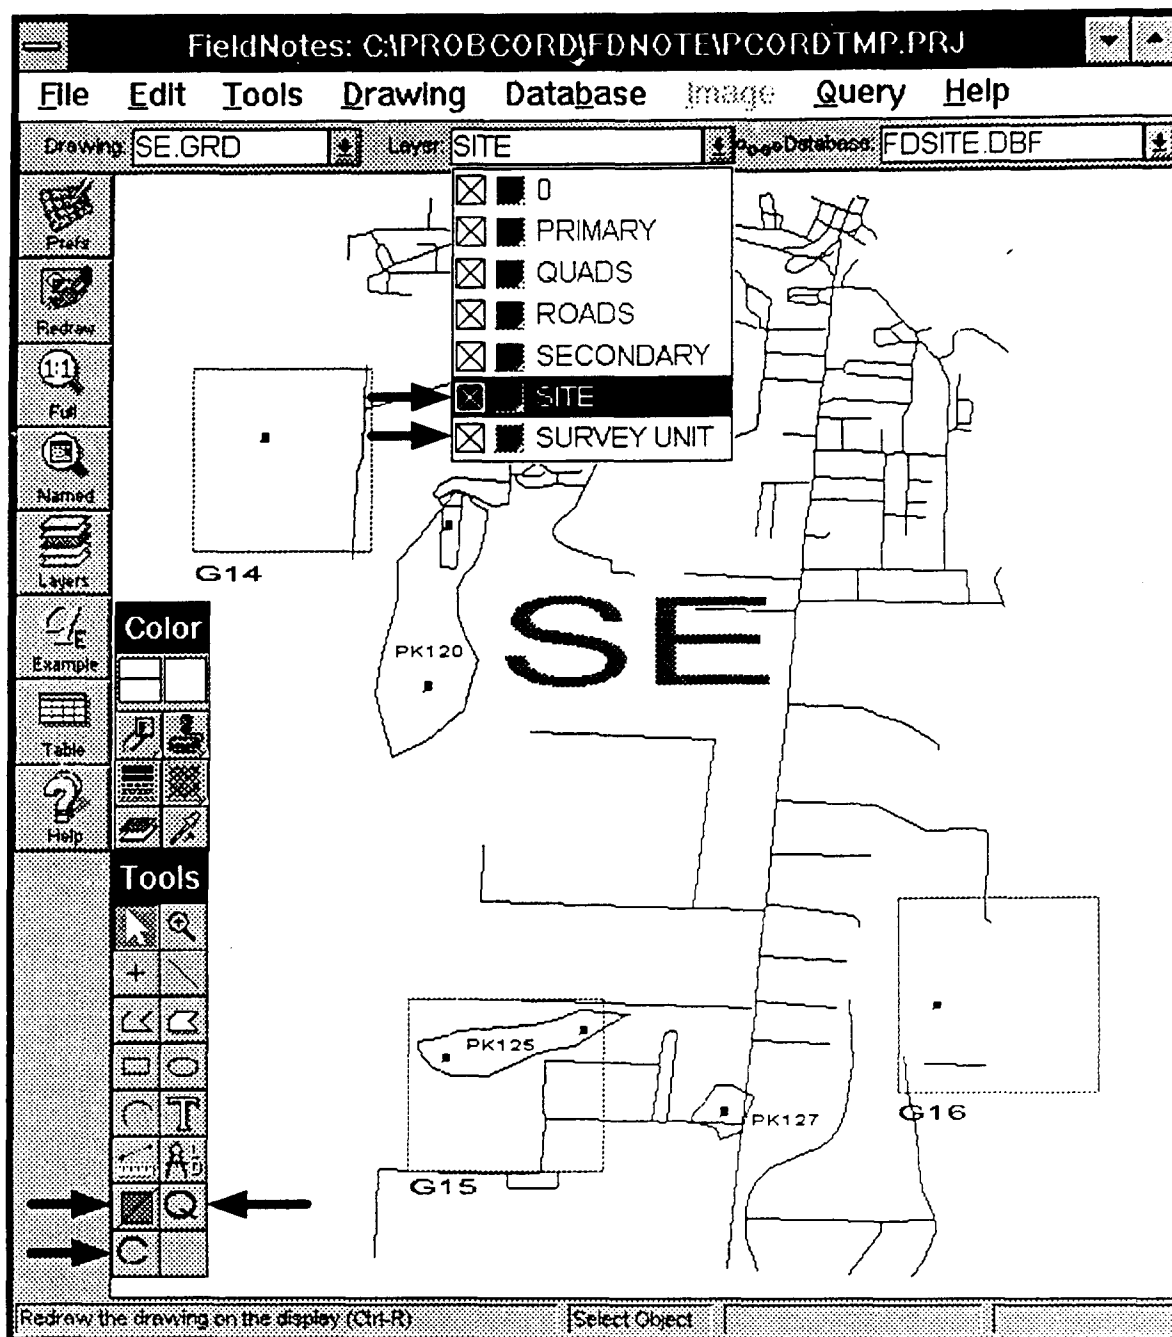 FieldNotes: C:\PROBCORD\FDNOTE\PCORDTMP.PRJ
File Edit Tools Drawing Database Image Query Help
Drawing: SE.GRD Layer: SITE Database: FDSITE.DBF
0
PRIMARY
QUADS
ROADS
SECONDARY
SITE
SURVEY UNIT
Prefs
Redraw
1:1
Full
Named
Layers
E
Example
Table
Help
Color
Tools
T
Q
C
G14
PK120
SE
PK125
PK127
G15
G16
Redraw the drawing on the display (Ctrl-R) Select Object